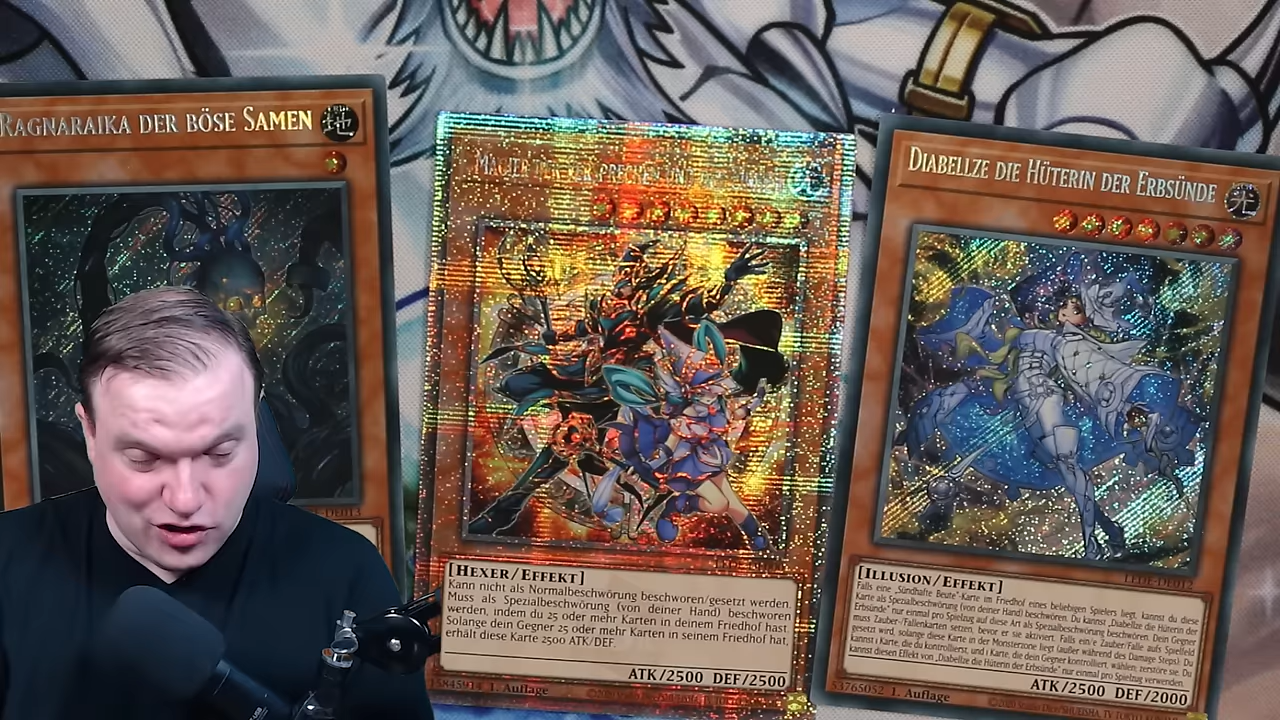 RAGNARAIKA DER BÖSE SAMEN
DE013
[HEXER/EFFEKT]
Kann nicht als Normalbeschwörung beschworen/gesetzt werden.
Muss als Spezialbeschwörung (von deiner Hand) beschworen
werden, indem du 25 oder mehr Karten in deinem Friedhof hast.
Solange dein Gegner 25 oder mehr Karten in seinem Friedhof hat,
erhält diese Karte 2500 ATK/DEF.
ATK/2500 DEF/2500
1. Auflage
DIABELLZE DIE HÜTERIN DER ERBSÜNDE
光
LEDE-DE012
[ILLUSION/EFFEKT]
Falls eine „Sündhafte Beute"-Karte im Friedhof eines beliebigen Spielers liegt, kannst du diese
Karte als Spezialbeschwörung (von deiner Hand) beschwören. Du kannst „Diabellze die Hüterin der
Erbsünde" nur einmal pro Spielzug auf diese Art als Spezialbeschwörung beschwören. Dein Gegner
muss Zauber-/Fallenkarten setzen, bevor er sie aktiviert. Falls ein/e Zauber/Falle aufs Spielfeld
gesetzt wird, solange diese Karte in der Monsterzone liegt (außer während des Damage Steps): Du
kannst 1 Karte, die du kontrollierst, und 1 Karte, die dein Gegner kontrolliert, wählen; zerstöre sie. Du
kannst diesen Effekt von „Diabellze die Hüterin der Erbsünde" nur einmal pro Spielzug verwenden.
ATK/2500 DEF/2000
53765052 1. Auflage